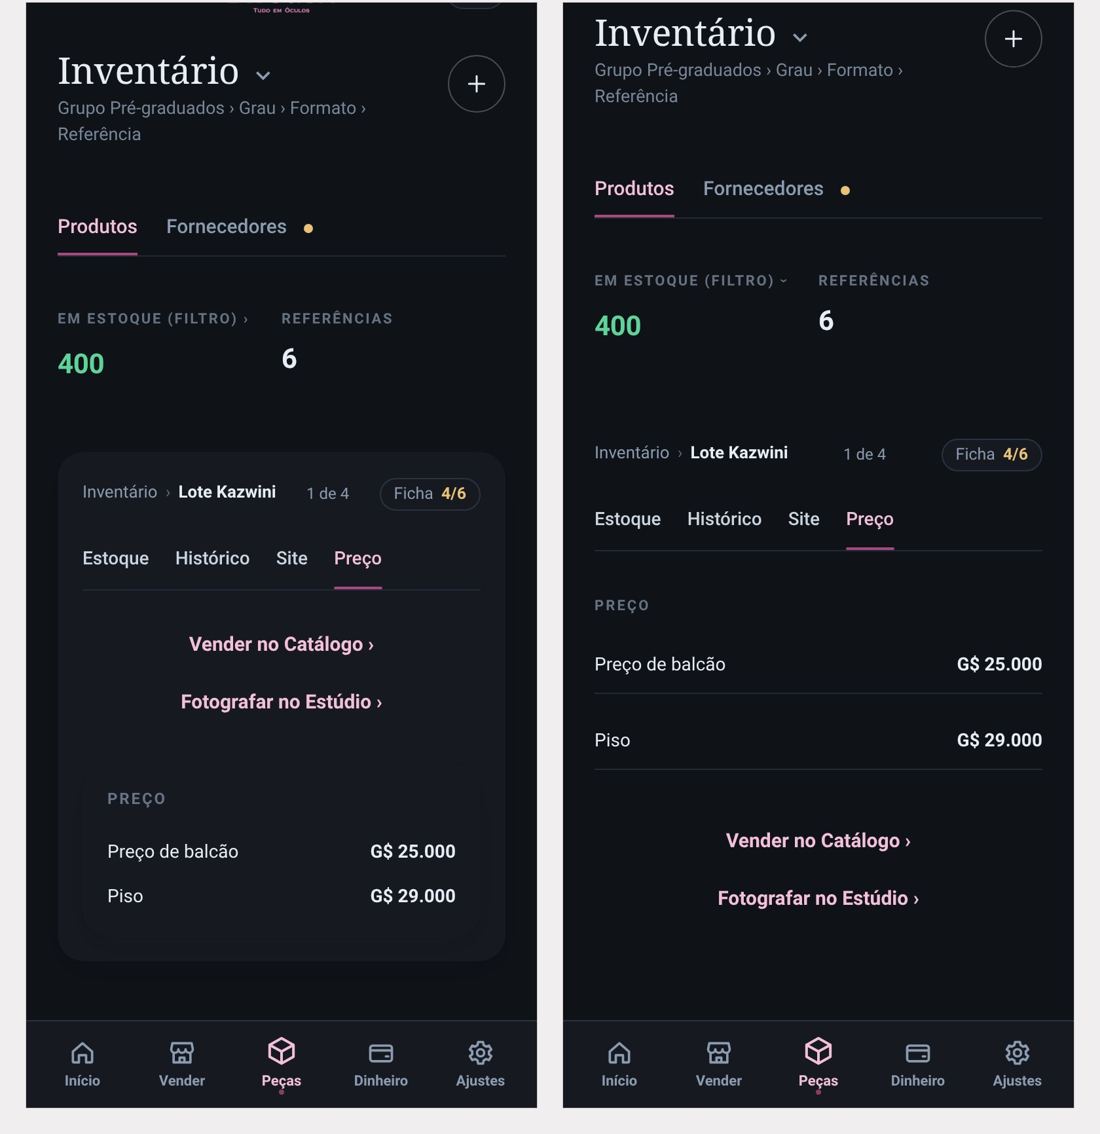 Tudo em Óculos
Inventário
Grupo Pré-graduados › Grau › Formato ›
Referência
Produtos Fornecedores
EM ESTOQUE (FILTRO) › REFERÊNCIAS
400 6
Inventário › Lote Kazwini 1 de 4 Ficha 4/6
Estoque Histórico Site Preço
Vender no Catálogo ›
Fotografar no Estúdio ›
PREÇO
Preço de balcão G$ 25.000
Piso G$ 29.000
Início Vender Peças Dinheiro Ajustes
Inventário
Grupo Pré-graduados › Grau › Formato ›
Referência
Produtos Fornecedores
EM ESTOQUE (FILTRO) REFERÊNCIAS
400 6
Inventário › Lote Kazwini 1 de 4 Ficha 4/6
Estoque Histórico Site Preço
PREÇO
Preço de balcão G$ 25.000
Piso G$ 29.000
Vender no Catálogo ›
Fotografar no Estúdio ›
Início Vender Peças Dinheiro Ajustes